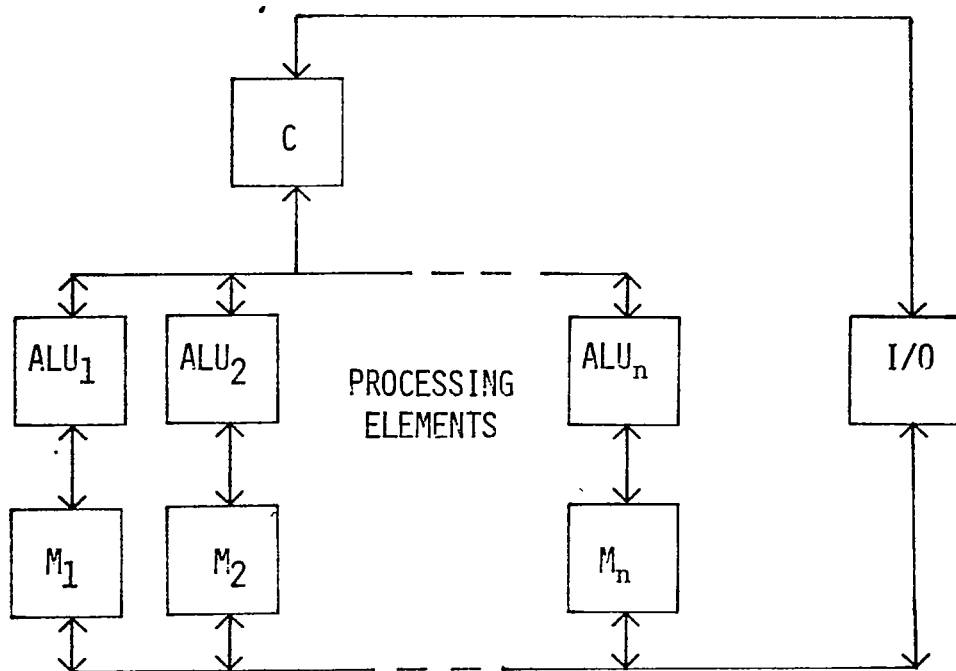 C
ALU₁ ALU₂ ALUₙ I/O
PROCESSING
ELEMENTS
M₁ M₂ Mₙ